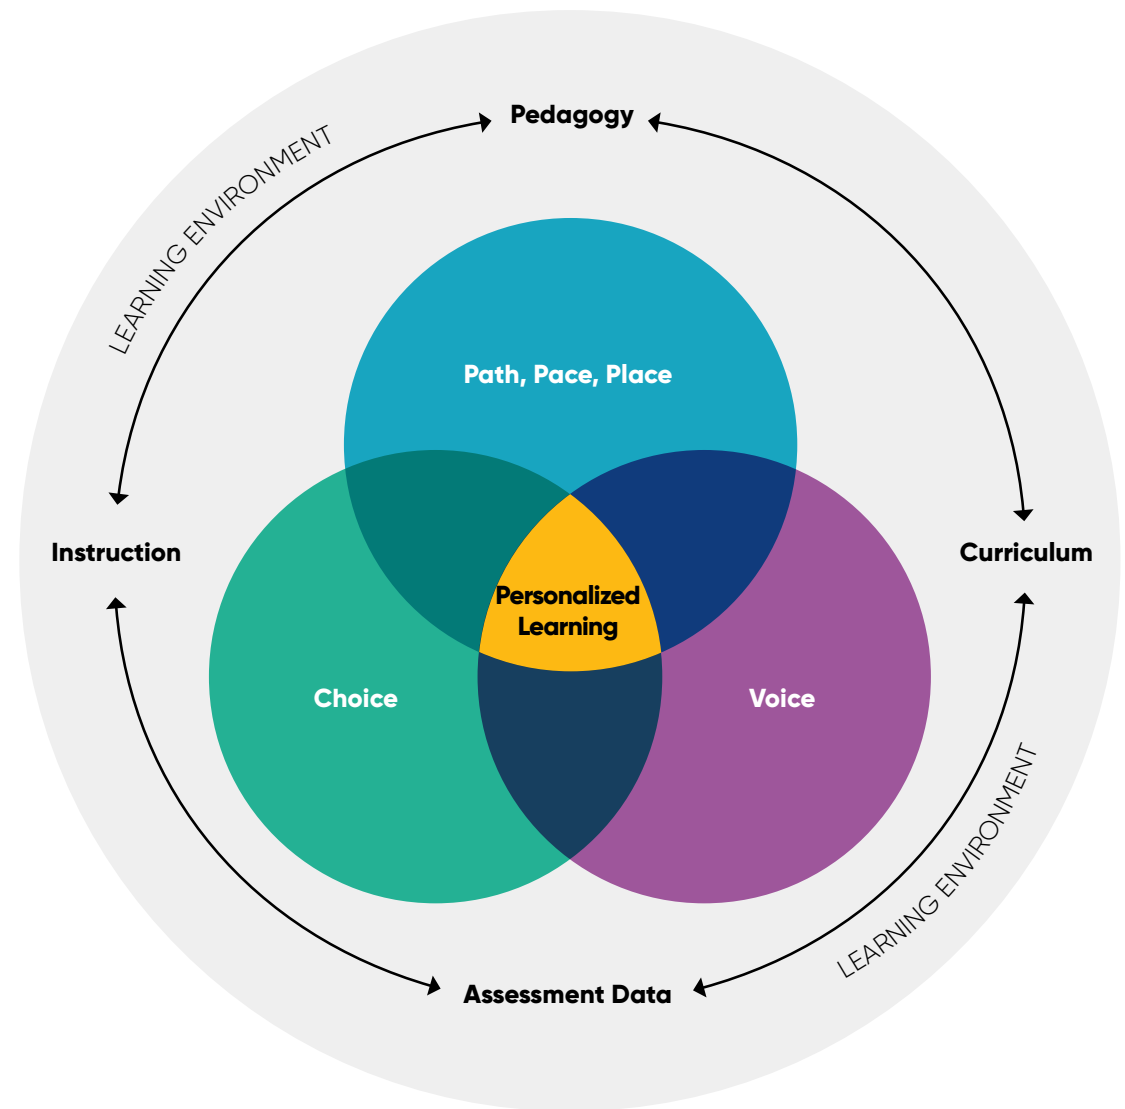 Pedagogy
LEARNING ENVIRONMENT
Path, Pace, Place
Instruction
Curriculum
Personalized
Learning
Choice
Voice
LEARNING ENVIRONMENT
Assessment Data